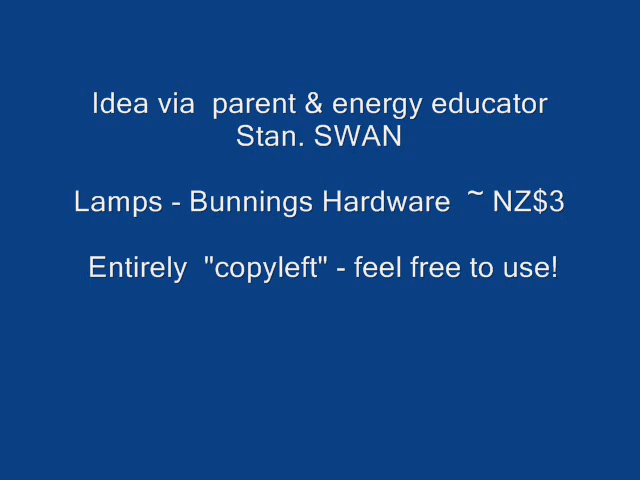 Idea via  parent & energy educator
Stan. SWAN
Lamps - Bunnings Hardware  ~ NZ$3
Entirely  "copyleft" - feel free to use!